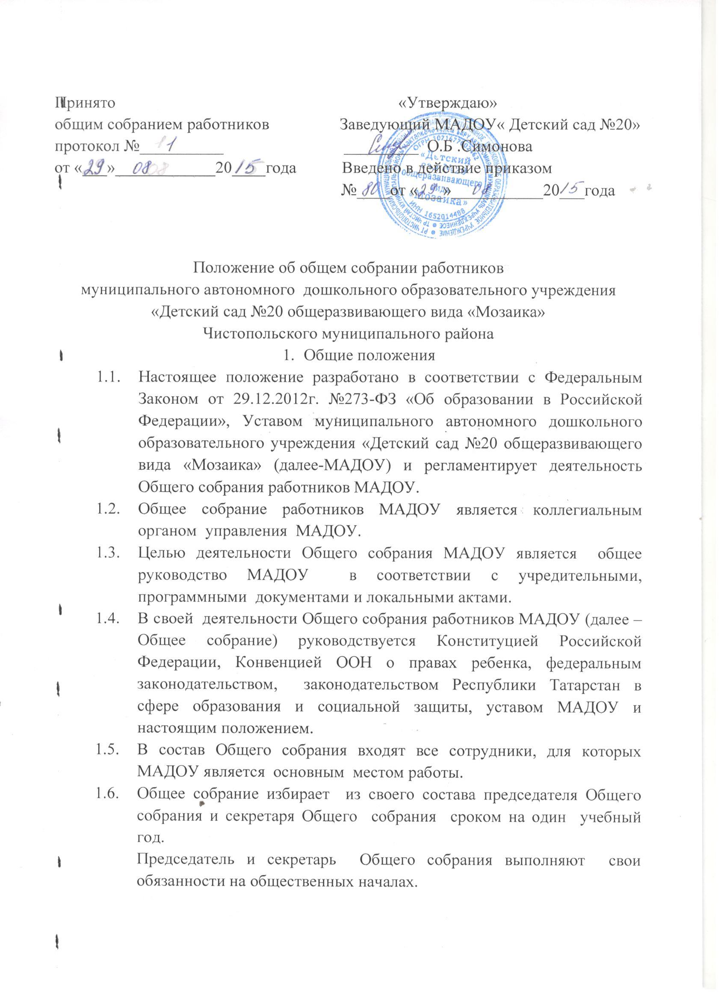 Принято
общим собранием работников
протокол № 1
от «29» 08 2015 года
«Утверждаю»
Заведующий МАДОУ« Детский сад №20»
О.Б .Симонова
Введено в действие приказом
№ 80 от «29» 08 2015 года
«Детский
сад №20
общеразвивающего
вида
«Мозаика»
ИНН 1652014488
Положение об общем собрании работников
муниципального автономного дошкольного образовательного учреждения
«Детский сад №20 общеразвивающего вида «Мозаика»
Чистопольского муниципального района
1. Общие положения
1.1. Настоящее положение разработано в соответствии с Федеральным
Законом от 29.12.2012г. №273-ФЗ «Об образовании в Российской
Федерации», Уставом муниципального автономного дошкольного
образовательного учреждения «Детский сад №20 общеразвивающего
вида «Мозаика» (далее-МАДОУ) и регламентирует деятельность
Общего собрания работников МАДОУ.
1.2. Общее собрание работников МАДОУ является коллегиальным
органом управления МАДОУ.
1.3. Целью деятельности Общего собрания МАДОУ является общее
руководство МАДОУ в соответствии с учредительными,
программными документами и локальными актами.
1.4. В своей деятельности Общего собрания работников МАДОУ (далее –
Общее собрание) руководствуется Конституцией Российской
Федерации, Конвенцией ООН о правах ребенка, федеральным
законодательством, законодательством Республики Татарстан в
сфере образования и социальной защиты, уставом МАДОУ и
настоящим положением.
1.5. В состав Общего собрания входят все сотрудники, для которых
МАДОУ является основным местом работы.
1.6. Общее собрание избирает из своего состава председателя Общего
собрания и секретаря Общего собрания сроком на один учебный
год.
Председатель и секретарь Общего собрания выполняют свои
обязанности на общественных началах.